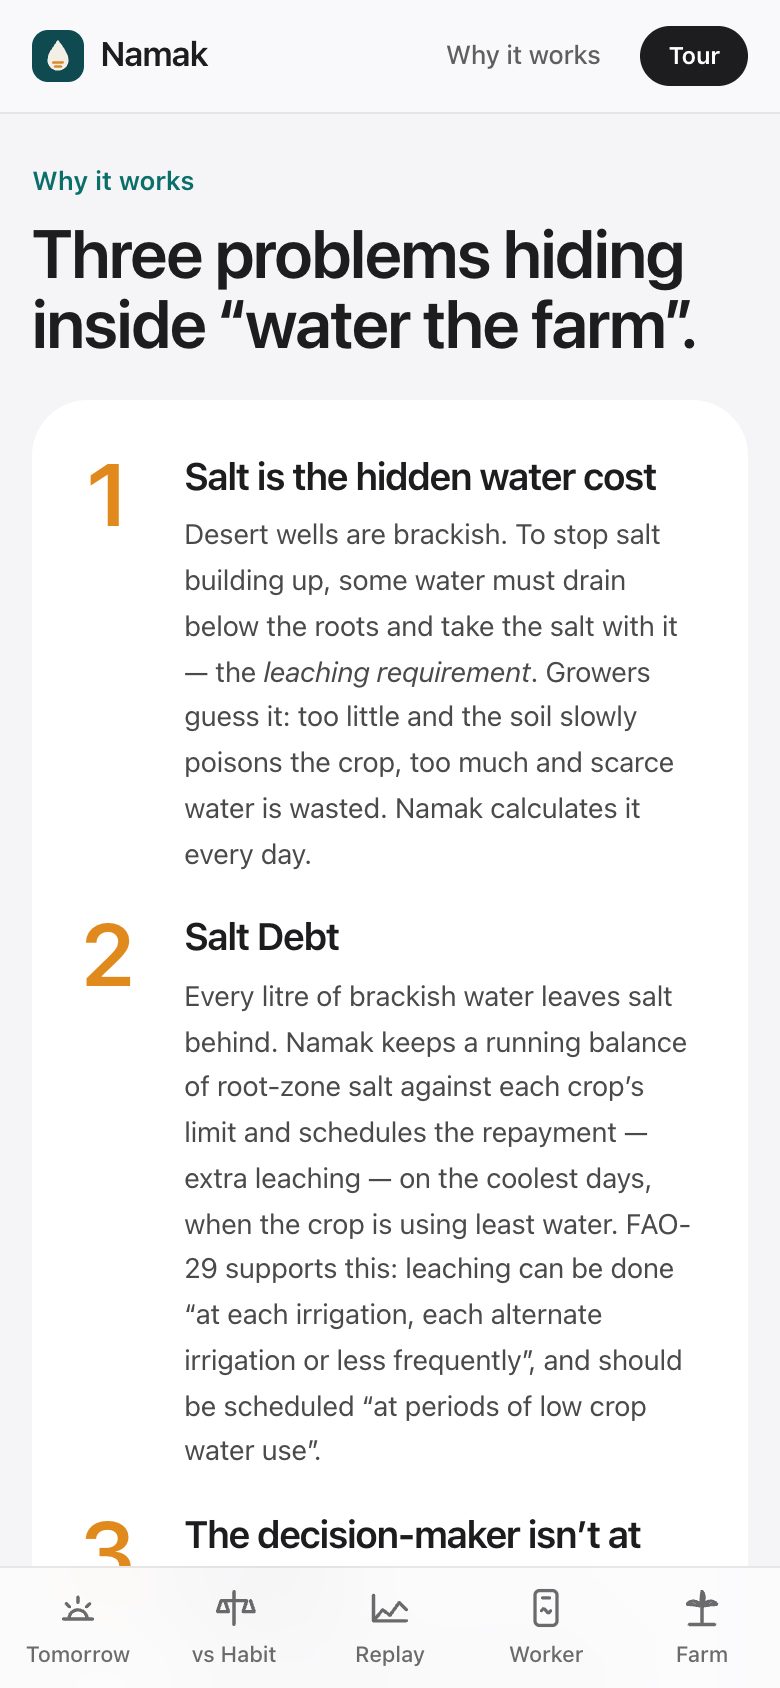 Namak
Why it works
Tour
Why it works
Three problems hiding
inside “water the farm”.
1
Salt is the hidden water cost
Desert wells are brackish. To stop salt
building up, some water must drain
below the roots and take the salt with it
— the leaching requirement. Growers
guess it: too little and the soil slowly
poisons the crop, too much and scarce
water is wasted. Namak calculates it
every day.
2
Salt Debt
Every litre of brackish water leaves salt
behind. Namak keeps a running balance
of root-zone salt against each crop’s
limit and schedules the repayment —
extra leaching — on the coolest days,
when the crop is using least water. FAO-
29 supports this: leaching can be done
“at each irrigation, each alternate
irrigation or less frequently”, and should
be scheduled “at periods of low crop
water use”.
3
The decision-maker isn’t at
Tomorrow
vs Habit
Replay
Worker
Farm